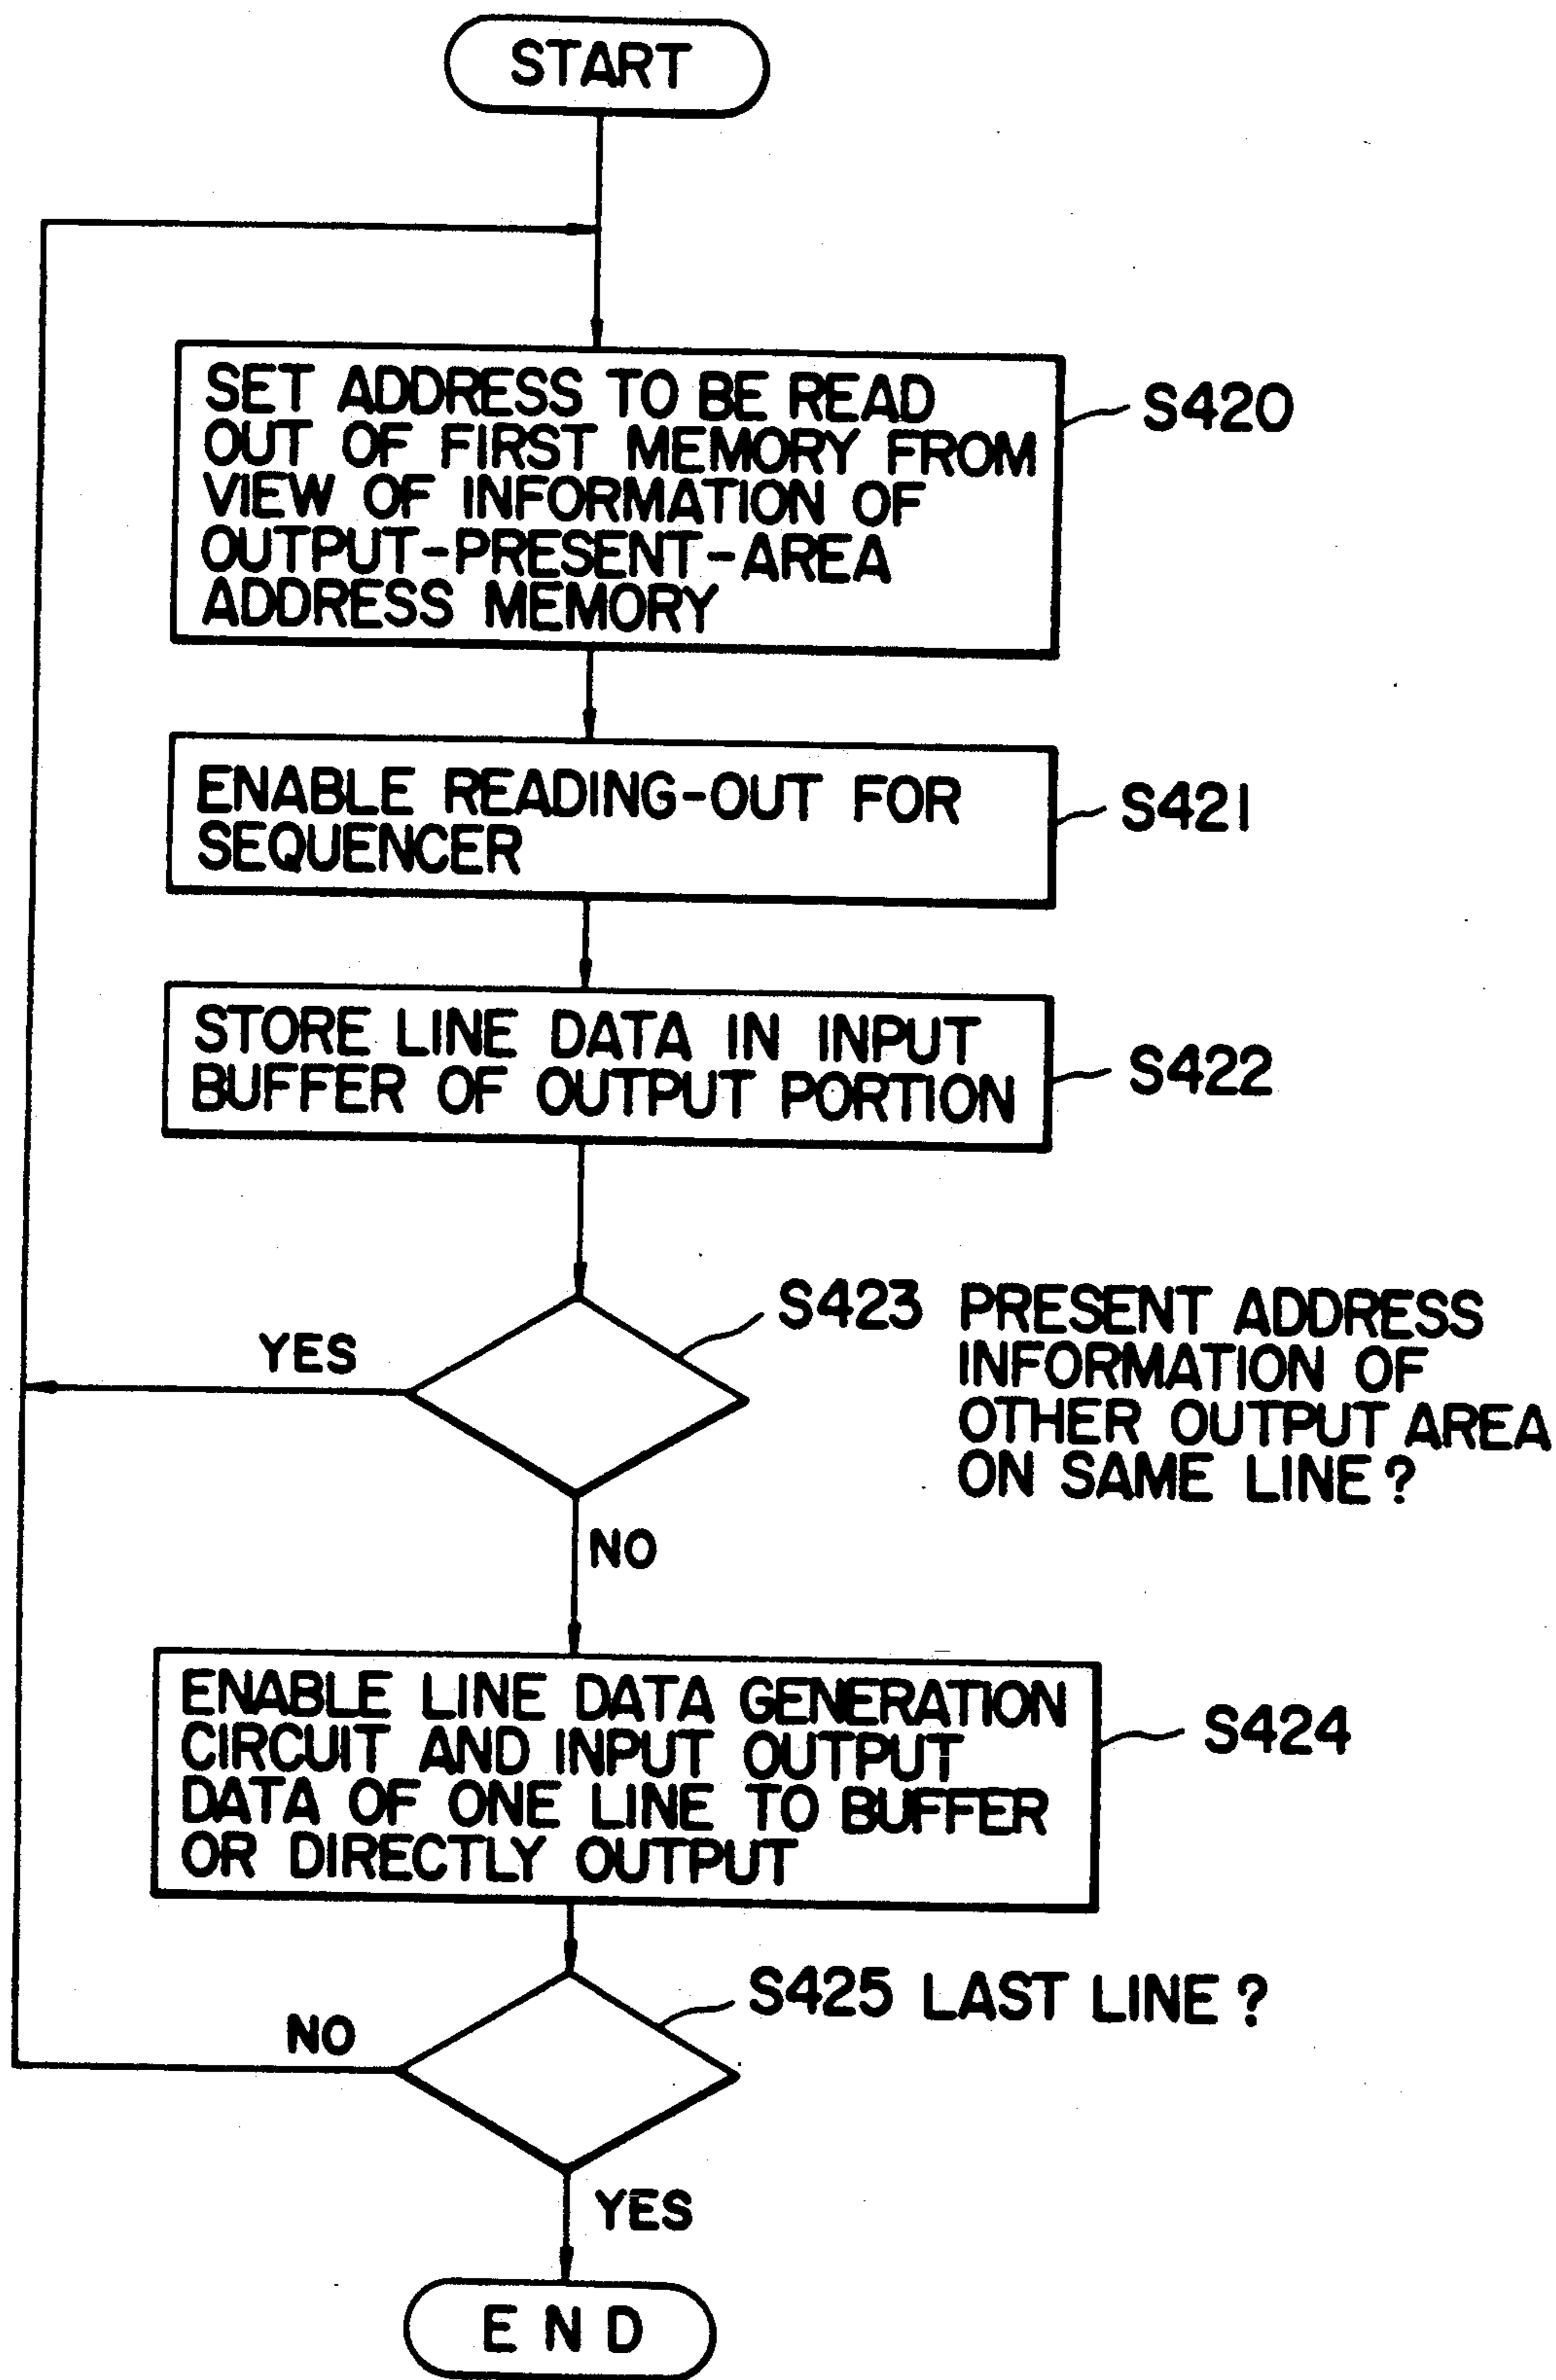 START
SET ADDRESS TO BE READ
OUT OF FIRST MEMORY FROM
VIEW OF INFORMATION OF
OUTPUT-PRESENT-AREA
ADDRESS MEMORY
S420
ENABLE READING-OUT FOR
SEQUENCER
S421
STORE LINE DATA IN INPUT
BUFFER OF OUTPUT PORTION
S422
S423
PRESENT ADDRESS
INFORMATION OF
OTHER OUTPUT AREA
ON SAME LINE?
YES
NO
ENABLE LINE DATA GENERATION
CIRCUIT AND INPUT OUTPUT
DATA OF ONE LINE TO BUFFER
OR DIRECTLY OUTPUT
S424
S425 LAST LINE?
NO
YES
END